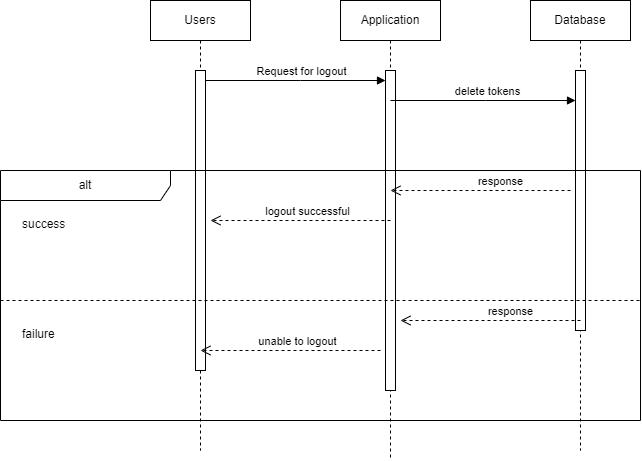 Users
Application
Database
Request for logout
delete tokens
alt
response
logout successful
success
response
failure
unable to logout